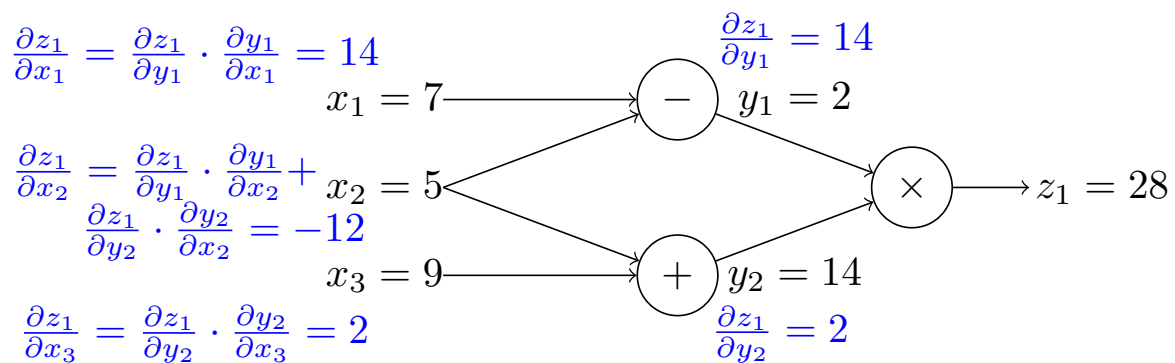 ∂z₁/∂x₁ = ∂z₁/∂y₁ · ∂y₁/∂x₁ = 14
∂z₁/∂y₁ = 14
x₁ = 7
−
y₁ = 2
∂z₁/∂x₂ = ∂z₁/∂y₁ · ∂y₁/∂x₂ +
x₂ = 5
×
z₁ = 28
∂z₁/∂y₂ · ∂y₂/∂x₂ = −12
x₃ = 9
+
y₂ = 14
∂z₁/∂x₃ = ∂z₁/∂y₂ · ∂y₂/∂x₃ = 2
∂z₁/∂y₂ = 2